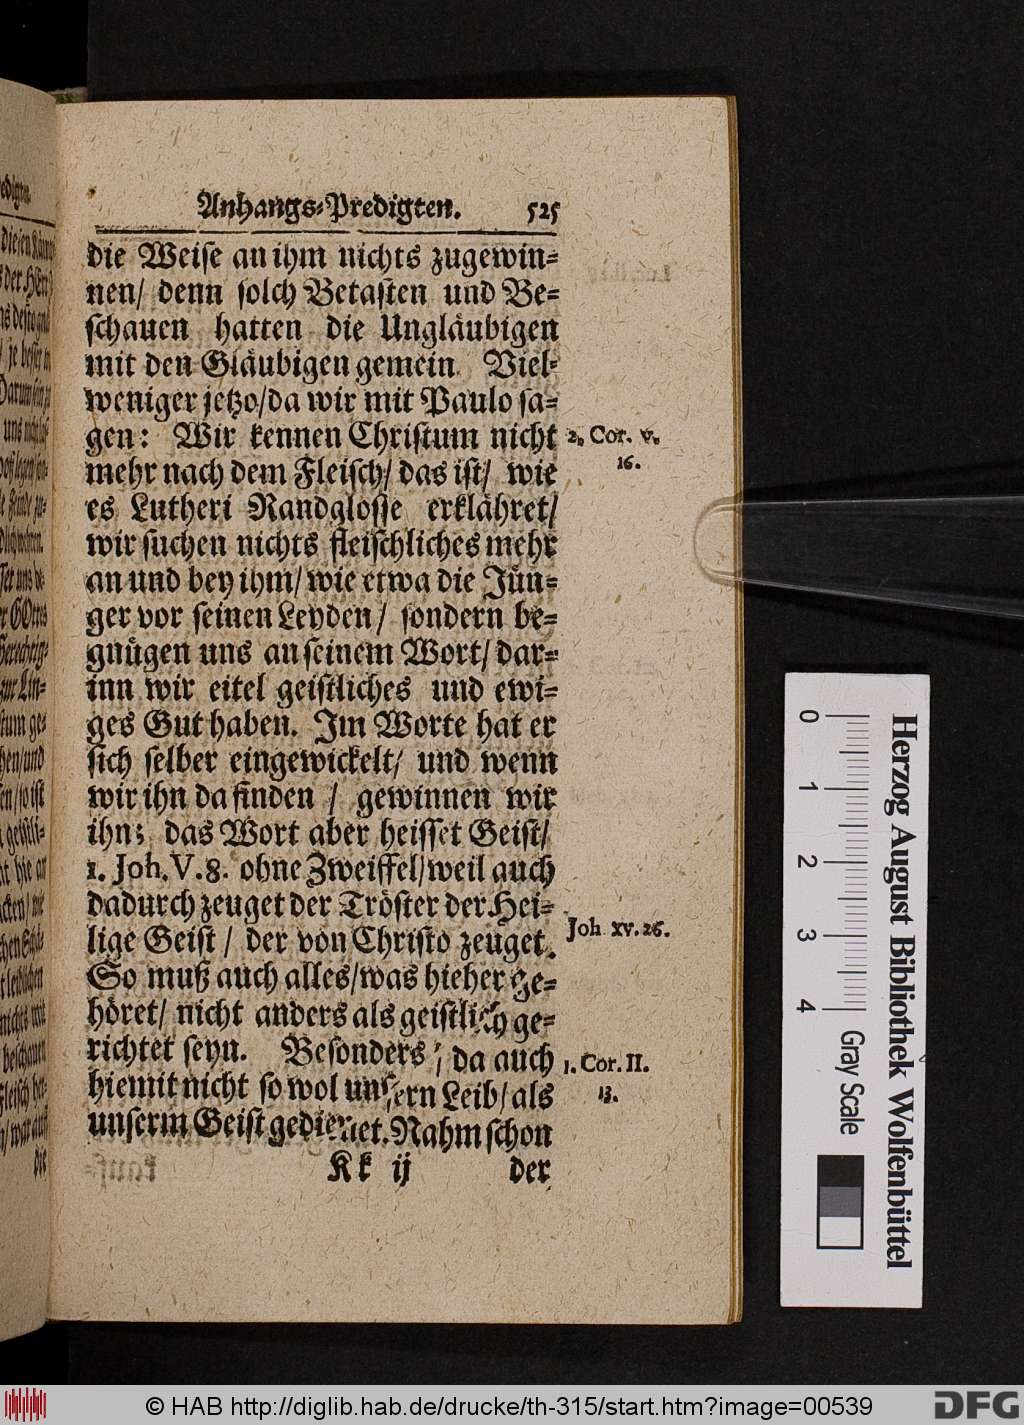 Anhangs-Predigten. 525
die Weise an ihm nichts zugewin⸗
nen/ denn solch Betasten und Be⸗
schauen hatten die Ungläubigen
mit den Gläubigen gemein. Viel⸗
weniger jetzo/da wir mit Paulo sa⸗
gen: Wir kennen Christum nicht
2. Cor. v.
16.
mehr nach dem Fleisch/ das ist/ wie
es Lutheri Randglosse erklähret/
wir suchen nichts fleischliches mehr
an und bey ihm/ wie etwa die Jün⸗
ger vor seinen Leyden/ sondern be⸗
gnügen uns an seinem Wort/ dar⸗
inn wir eitel geistliches und ewi⸗
ges Gut haben. Im Worte hat er
sich selber eingewickelt/ und wenn
wir ihn da finden / gewinnen wir
ihn; das Wort aber heisset Geist/
1. Joh. V. 8. ohne Zweiffel/weil auch
dadurch zeuget der Tröster der Hei⸗
lige Geist / der von Christo zeuget.
Joh xv. 26.
So muß auch alles/was hieher ge⸗
höret/ nicht anders als geistlich ge⸗
richtet seyn. Besonders / da auch
1. Cor. II.
13.
hiemit nicht so wol unsern Leib/ als
unserm Geist gedienet. Nahm schon
Kk ij der
0 1 2 3 4
Herzog August Bibliothek Wolfenbüttel
Gray Scale
© HAB http://diglib.hab.de/drucke/th-315/start.htm?image=00539
DFG